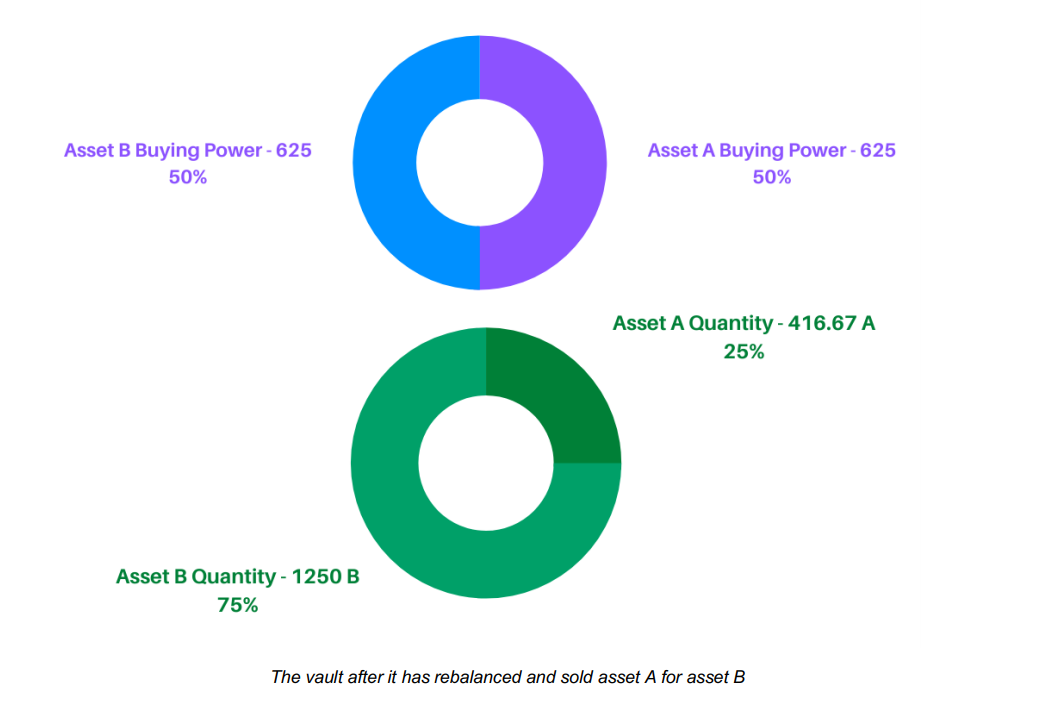 Asset B Buying Power - 625
50%
Asset A Buying Power - 625
50%
Asset A Quantity - 416.67 A
25%
Asset B Quantity - 1250 B
75%
The vault after it has rebalanced and sold asset A for asset B